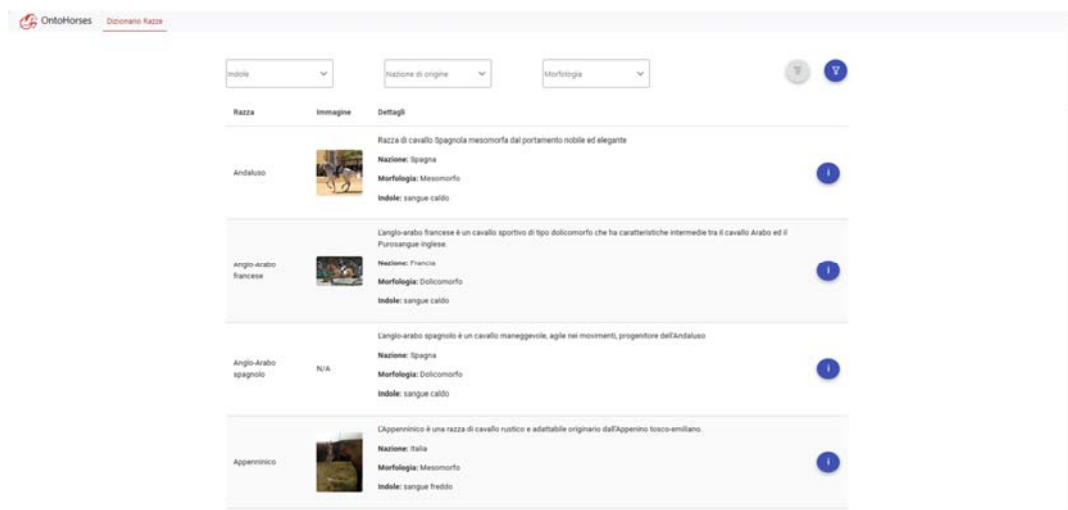 OntoHorses Dizionario Razze
Indole Nazione di origine Morfologia
Razza Immagine Dettagli
Razza di cavallo Spagnola mesomorfa dal portamento nobile ed elegante
Nazione: Spagna
Andaluso
Morfologia: Mesomorfo
Indole: sangue caldo
L'anglo-arabo francese è un cavallo sportivo di tipo dolicomorfo che ha caratteristiche intermedie tra il cavallo Arabo ed il
Purosangue inglese.
Anglo-Arabo
francese
Nazione: Francia
Morfologia: Dolicomorfo
Indole: sangue caldo
L'anglo-arabo spagnolo è un cavallo maneggevole, agile nei movimenti, progenitore dell'Andaluso
Nazione: Spagna
Anglo-Arabo
spagnolo
N/A
Morfologia: Dolicomorfo
Indole: sangue caldo
L'Appenninico è una razza di cavallo rustico e adattabile originario dall'Appenino tosco-emiliano.
Nazione: Italia
Appenninico
Morfologia: Mesomorfo
Indole: sangue freddo